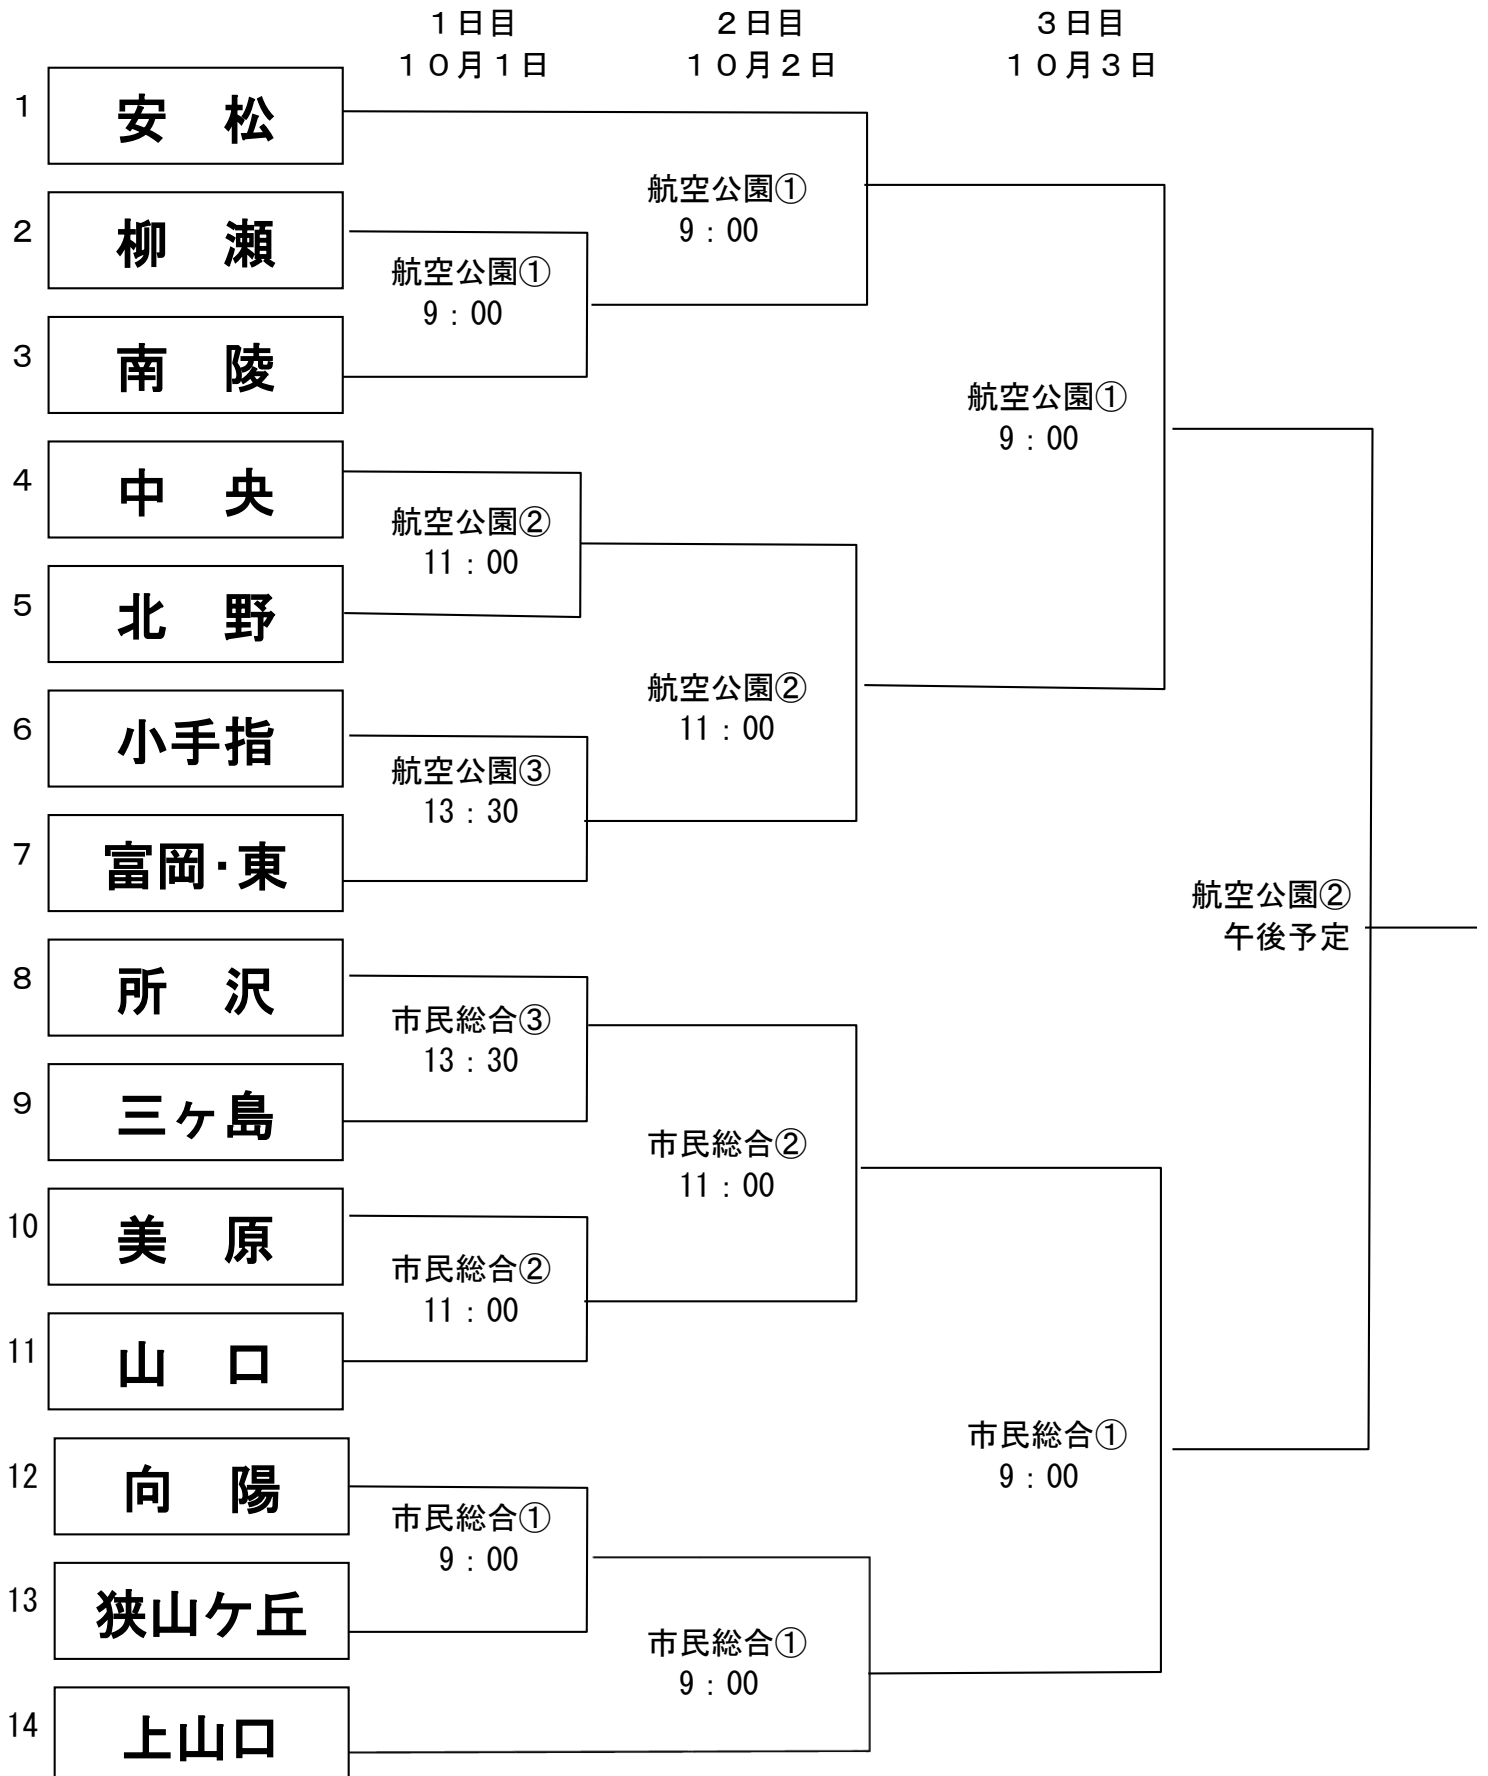 １日目 ２日目 ３日目
１０月１日 １０月２日 １０月３日
1 安　松
航空公園①
9：00
2 柳　瀬
航空公園①
9：00
3 南　陵
航空公園①
9：00
4 中　央
航空公園②
11：00
5 北　野
航空公園②
11：00
6 小手指
航空公園③
13：30
7 富岡・東
航空公園②
午後予定
8 所　沢
市民総合③
13：30
9 三ヶ島
市民総合②
11：00
10 美　原
市民総合②
11：00
11 山　口
市民総合①
9：00
12 向　陽
市民総合①
9：00
13 狭山ケ丘
市民総合①
9：00
14 上山口